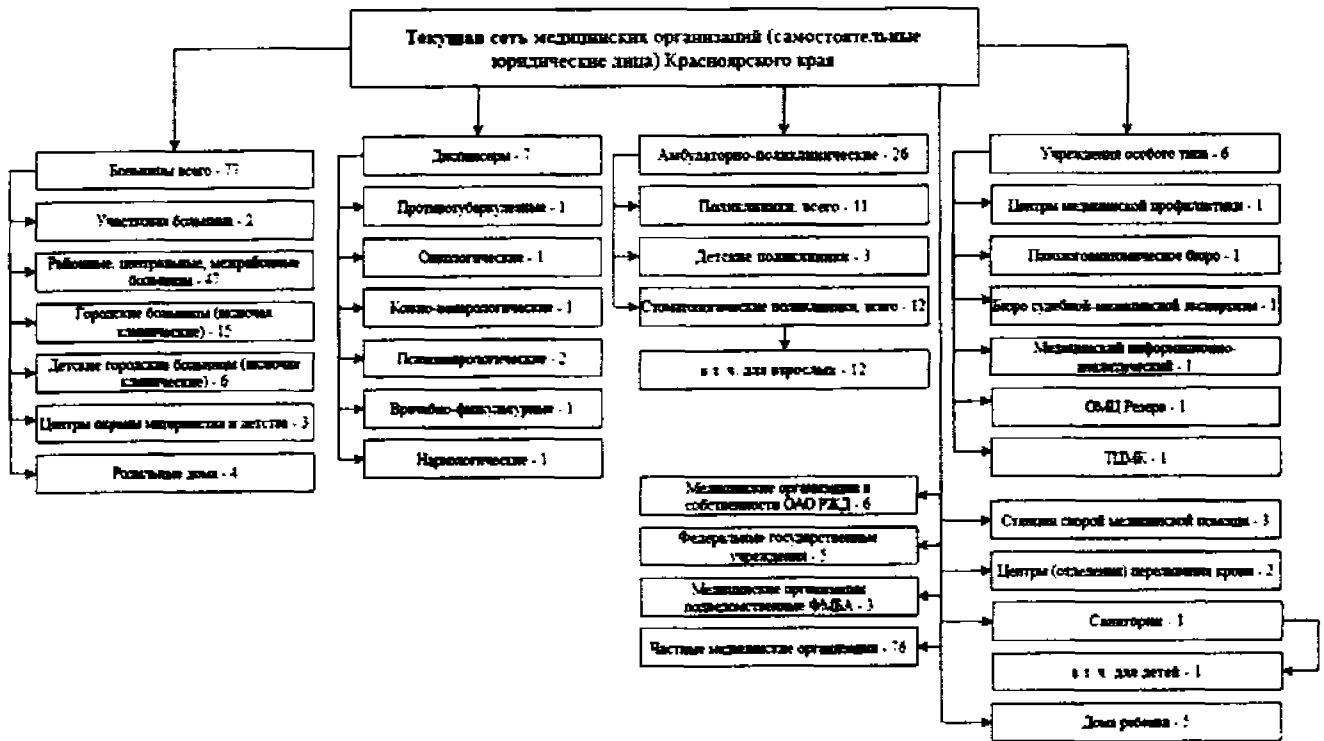 Текущая сеть медицинских организаций (самостоятельные
юридические лица) Красноярского края
Больницы всего - 77
Участковые больницы - 2
Районные, центральные, межрайонные
больницы - 47
Городские больницы (включая
клинические) - 15
Детские городские больницы (включая
клинические) - 6
Центры охраны материнства и детства - 3
Родильные дома - 4
Диспансеры - 7
Противотуберкулезные - 1
Онкологические - 1
Кожно-венерологические - 1
Психоневрологические - 2
Врачебно-физкультурные - 1
Наркологические - 1
Амбулаторно-поликлинические - 26
Поликлиники, всего - 11
Детские поликлиники - 3
Стоматологические поликлиники, всего - 12
в т. ч. для взрослых - 12
Медицинские организации в
собственности ОАО РЖД - 6
Федеральные государственные
учреждения - 5
Медицинские организации
подведомственные ФМБА - 3
Частные медицинские организации - 76
Учреждения особого типа - 6
Центры медицинской профилактики - 1
Патологоанатомическое бюро - 1
Бюро судебной-медицинской экспертизы - 1
Медицинский информационно-
аналитический - 1
ОМЦ Резерв - 1
ТЦМК - 1
Станции скорой медицинской помощи - 3
Центры (отделения) переливания крови - 2
Санатории - 1
в т. ч. для детей - 1
Дома ребенка - 5